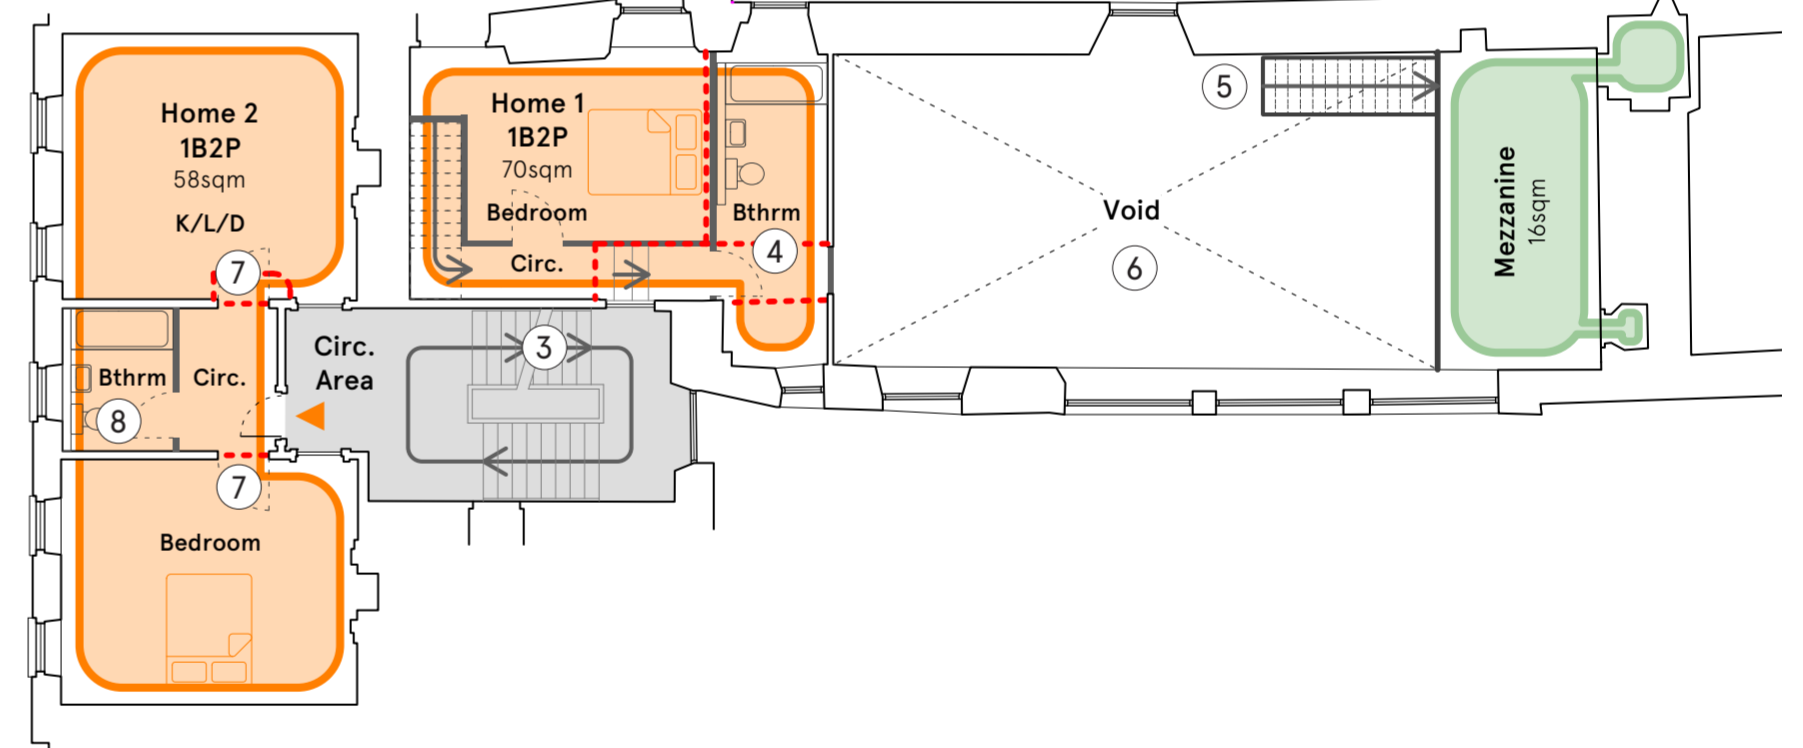 Home 2
1B2P
58sqm
K/L/D
7
Bthrm
Circ.
8
7
Bedroom
Circ.
Area
3
Home 1
1B2P
70sqm
Bedroom
Circ.
Bthrm
4
Void
6
5
Mezzanine
16sqm